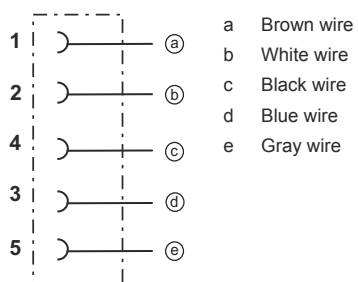 1 ⓐ
2 ⓑ
4 ⓒ
3 ⓓ
5 ⓔ
a Brown wire
b White wire
c Black wire
d Blue wire
e Gray wire